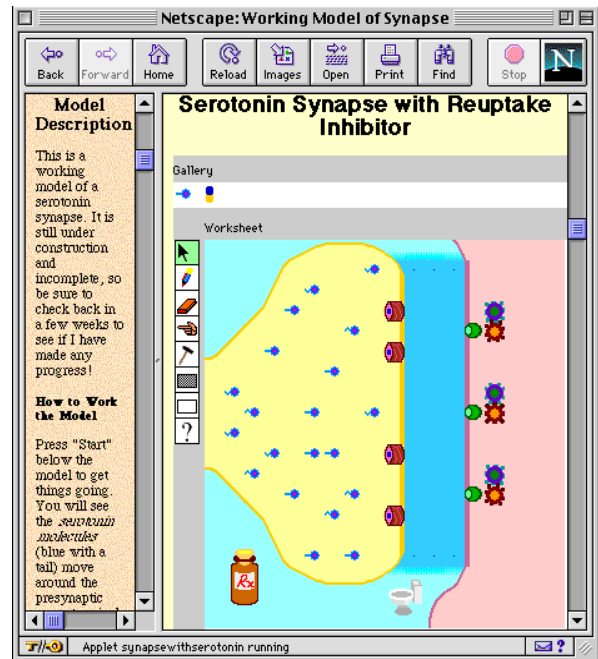 Netscape: Working Model of Synapse
Back Forward Home Reload Images Open Print Find Stop N
Model
Description
This is a
working
model of a
serotonin
synapse. It is
still under
construction
and
incomplete, so
be sure to
check back in
a few weeks to
see if I have
made any
progress!
How to Work
the Model
Press "Start"
below the
model to get
things going.
You will see
the serotonin
molecules
(blue with a
tail) move
around the
presynaptic
Serotonin Synapse with Reuptake
Inhibitor
Gallery
Worksheet
?
Rx
Applet synapsewithserotonin running
?